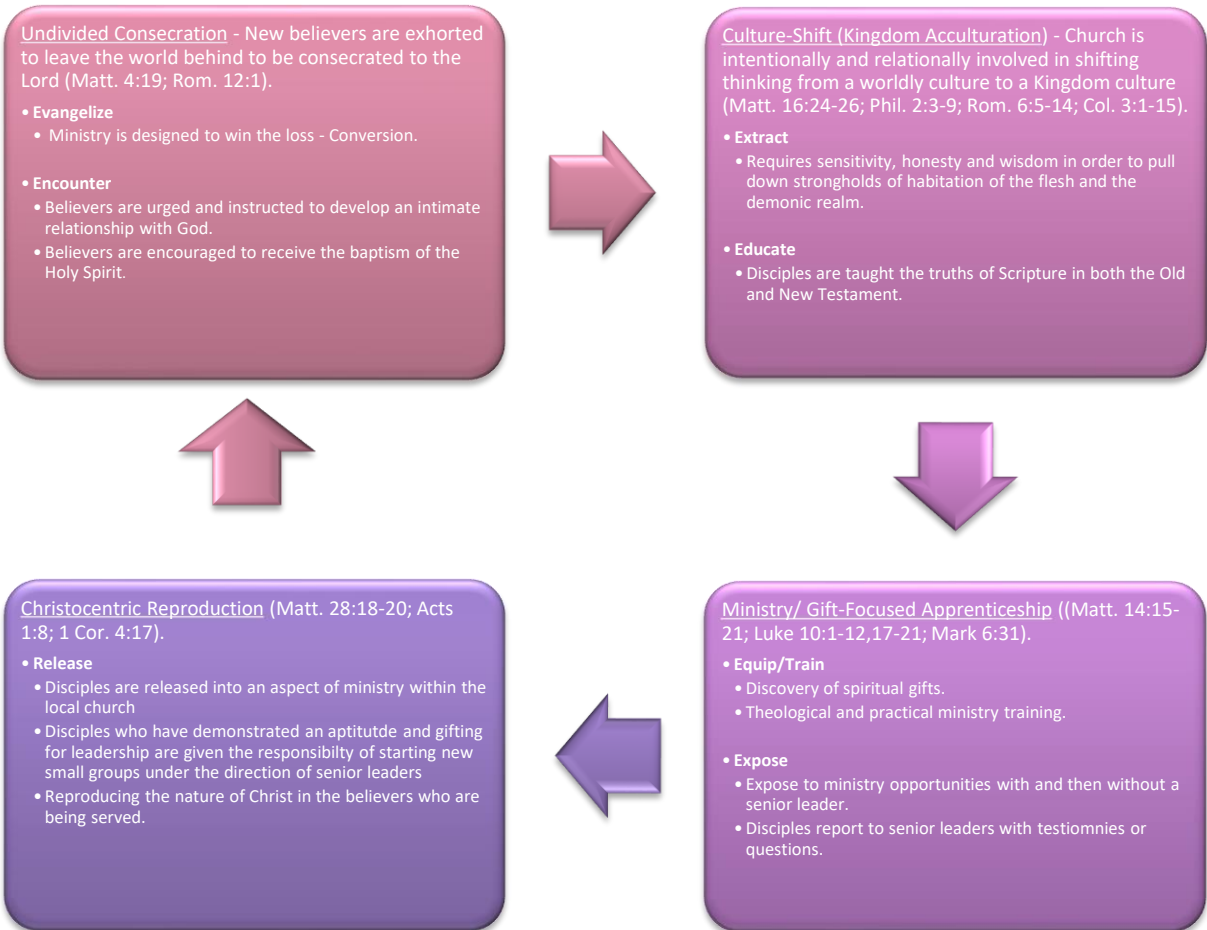 Undivided Consecration - New believers are exhorted
to leave the world behind to be consecrated to the
Lord (Matt. 4:19; Rom. 12:1).
• Evangelize
• Ministry is designed to win the loss - Conversion.
• Encounter
• Believers are urged and instructed to develop an intimate
relationship with God.
• Believers are encouraged to receive the baptism of the
Holy Spirit.
Culture-Shift (Kingdom Acculturation) - Church is
intentionally and relationally involved in shifting
thinking from a worldly culture to a Kingdom culture
(Matt. 16:24-26; Phil. 2:3-9; Rom. 6:5-14; Col. 3:1-15).
• Extract
• Requires sensitivity, honesty and wisdom in order to pull
down strongholds of habitation of the flesh and the
demonic realm.
• Educate
• Disciples are taught the truths of Scripture in both the Old
and New Testament.
Ministry/ Gift-Focused Apprenticeship ((Matt. 14:15-
21; Luke 10:1-12,17-21; Mark 6:31).
• Equip/Train
• Discovery of spiritual gifts.
• Theological and practical ministry training.
• Expose
• Expose to ministry opportunities with and then without a
senior leader.
• Disciples report to senior leaders with testiomnies or
questions.
Christocentric Reproduction (Matt. 28:18-20; Acts
1:8; 1 Cor. 4:17).
• Release
• Disciples are released into an aspect of ministry within the
local church
• Disciples who have demonstrated an aptitutde and gifting
for leadership are given the responsibilty of starting new
small groups under the direction of senior leaders
• Reproducing the nature of Christ in the believers who are
being served.